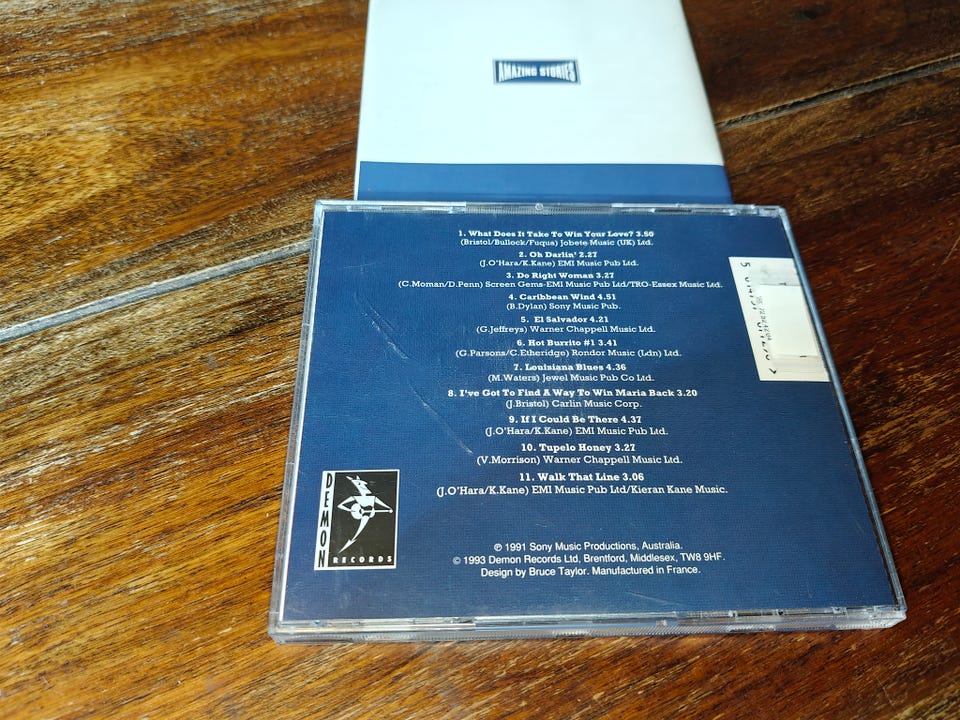 AMAZING STORIES
1. What Does It Take To Win Your Love? 3.50
(Bristol/Bullock/Fuqua) Jobete Music (UK) Ltd.
2. Oh Darlin' 2.27
(J.O'Hara/K.Kane) EMI Music Pub Ltd.
3. Do Right Woman 3.27
(C.Moman/D.Penn) Screen Gems-EMI Music Pub Ltd/TRO-Essex Music Ltd.
4. Caribbean Wind 4.51
(B.Dylan) Sony Music Pub.
5. El Salvador 4.21
(G.Jeffreys) Warner Chappell Music Ltd.
6. Hot Burrito #1 3.41
(G.Parsons/C.Etheridge) Rondor Music (Ldn) Ltd.
7. Louisiana Blues 4.36
(M.Waters) Jewel Music Pub Co Ltd.
8. I've Got To Find A Way To Win Maria Back 3.20
(J.Bristol) Carlin Music Corp.
9. If I Could Be There 4.37
(J.O'Hara/K.Kane) EMI Music Pub Ltd.
10. Tupelo Honey 3.27
(V.Morrison) Warner Chappell Music Ltd.
11. Walk That Line 3.06
(J.O'Hara/K.Kane) EMI Music Pub Ltd/Kieran Kane Music.
DEMON
RECORDS
℗ 1991 Sony Music Productions, Australia.
© 1993 Demon Records Ltd, Brentford, Middlesex, TW8 9HF.
Design by Bruce Taylor. Manufactured in France.